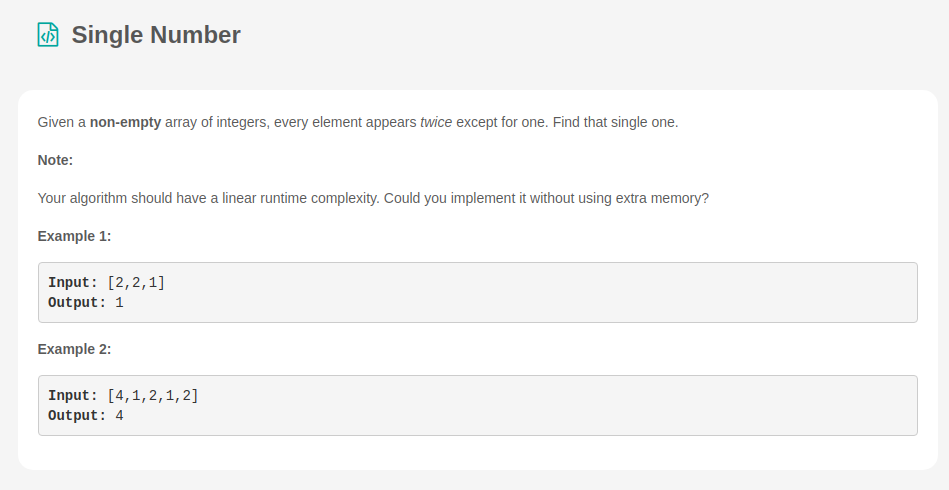 Single Number
Given a non-empty array of integers, every element appears twice except for one. Find that single one.
Note:
Your algorithm should have a linear runtime complexity. Could you implement it without using extra memory?
Example 1:
Input: [2,2,1]
Output: 1
Example 2:
Input: [4,1,2,1,2]
Output: 4